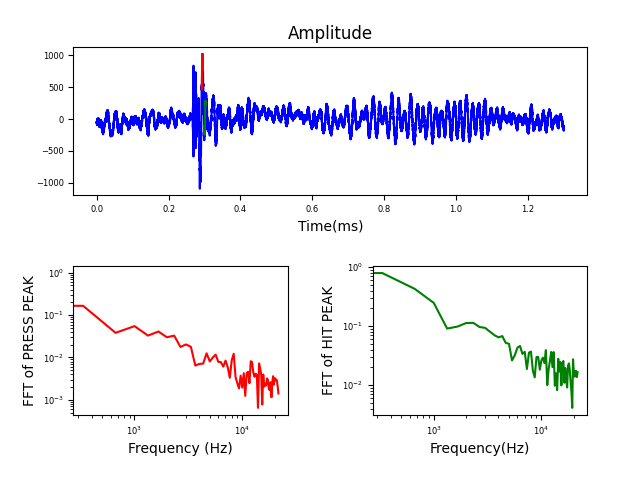 Amplitude
1000
500
0
−500
−1000
0.0 0.2 0.4 0.6 0.8 1.0 1.2
Time(ms)
FFT of PRESS PEAK
10⁰
10⁻¹
10⁻²
10⁻³
10³ 10⁴
Frequency (Hz)
FFT of HIT PEAK
10⁰
10⁻¹
10⁻²
10³ 10⁴
Frequency(Hz)